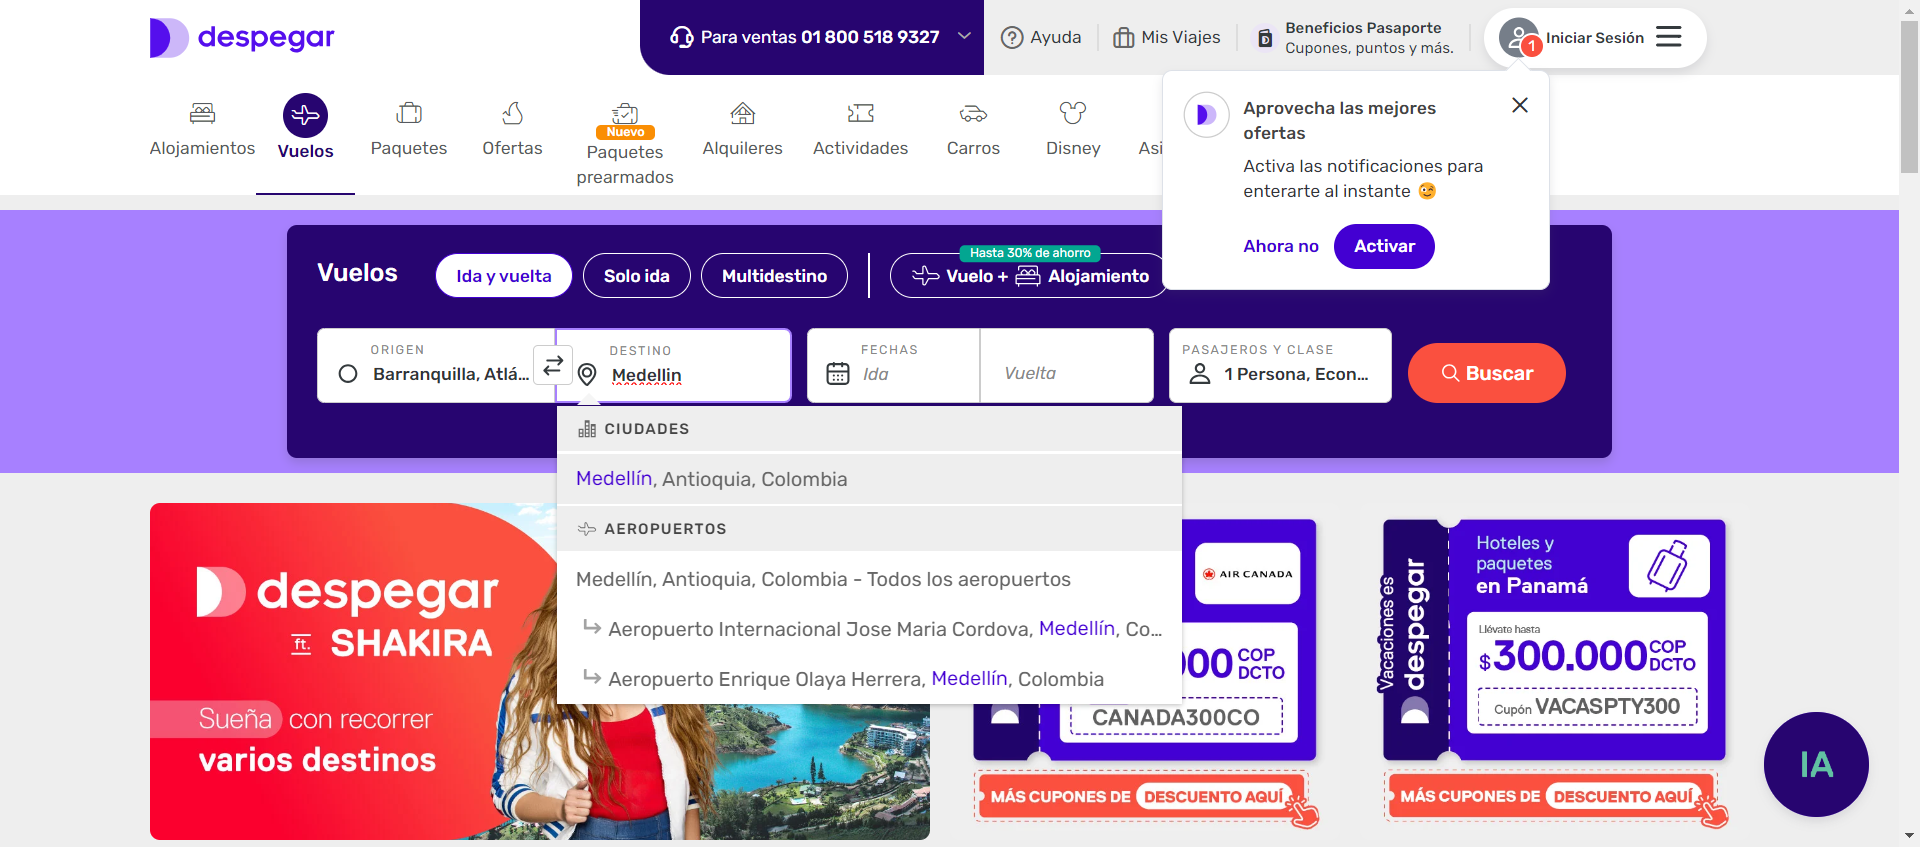 despegar
Para ventas 01 800 518 9327
Ayuda
Mis Viajes
Beneficios Pasaporte
Cupones, puntos y más.
1
Iniciar Sesión
Alojamientos
Vuelos
Paquetes
Ofertas
Nuevo
Paquetes
prearmados
Alquileres
Actividades
Carros
Disney
Asi
Aprovecha las mejores
ofertas
Activa las notificaciones para
enterarte al instante 😉
Ahora no
Activar
Vuelos
Ida y vuelta
Solo ida
Multidestino
Hasta 30% de ahorro
Vuelo + Alojamiento
ORIGEN
Barranquilla, Atlá...
DESTINO
Medellin
FECHAS
Ida
Vuelta
PASAJEROS Y CLASE
1 Persona, Econ...
Buscar
CIUDADES
Medellín, Antioquia, Colombia
AEROPUERTOS
Medellín, Antioquia, Colombia - Todos los aeropuertos
Aeropuerto Internacional Jose Maria Cordova, Medellín, Co...
Aeropuerto Enrique Olaya Herrera, Medellín, Colombia
despegar
ft. SHAKIRA
Sueña con recorrer
varios destinos
AIR CANADA
000 COP
DCTO
CANADA300CO
MÁS CUPONES DE DESCUENTO AQUÍ
Vacaciones es
despegar
Hoteles y
paquetes
en Panamá
Llévate hasta
$300.000 COP
DCTO
Cupón VACASPTY300
MÁS CUPONES DE DESCUENTO AQUÍ
IA